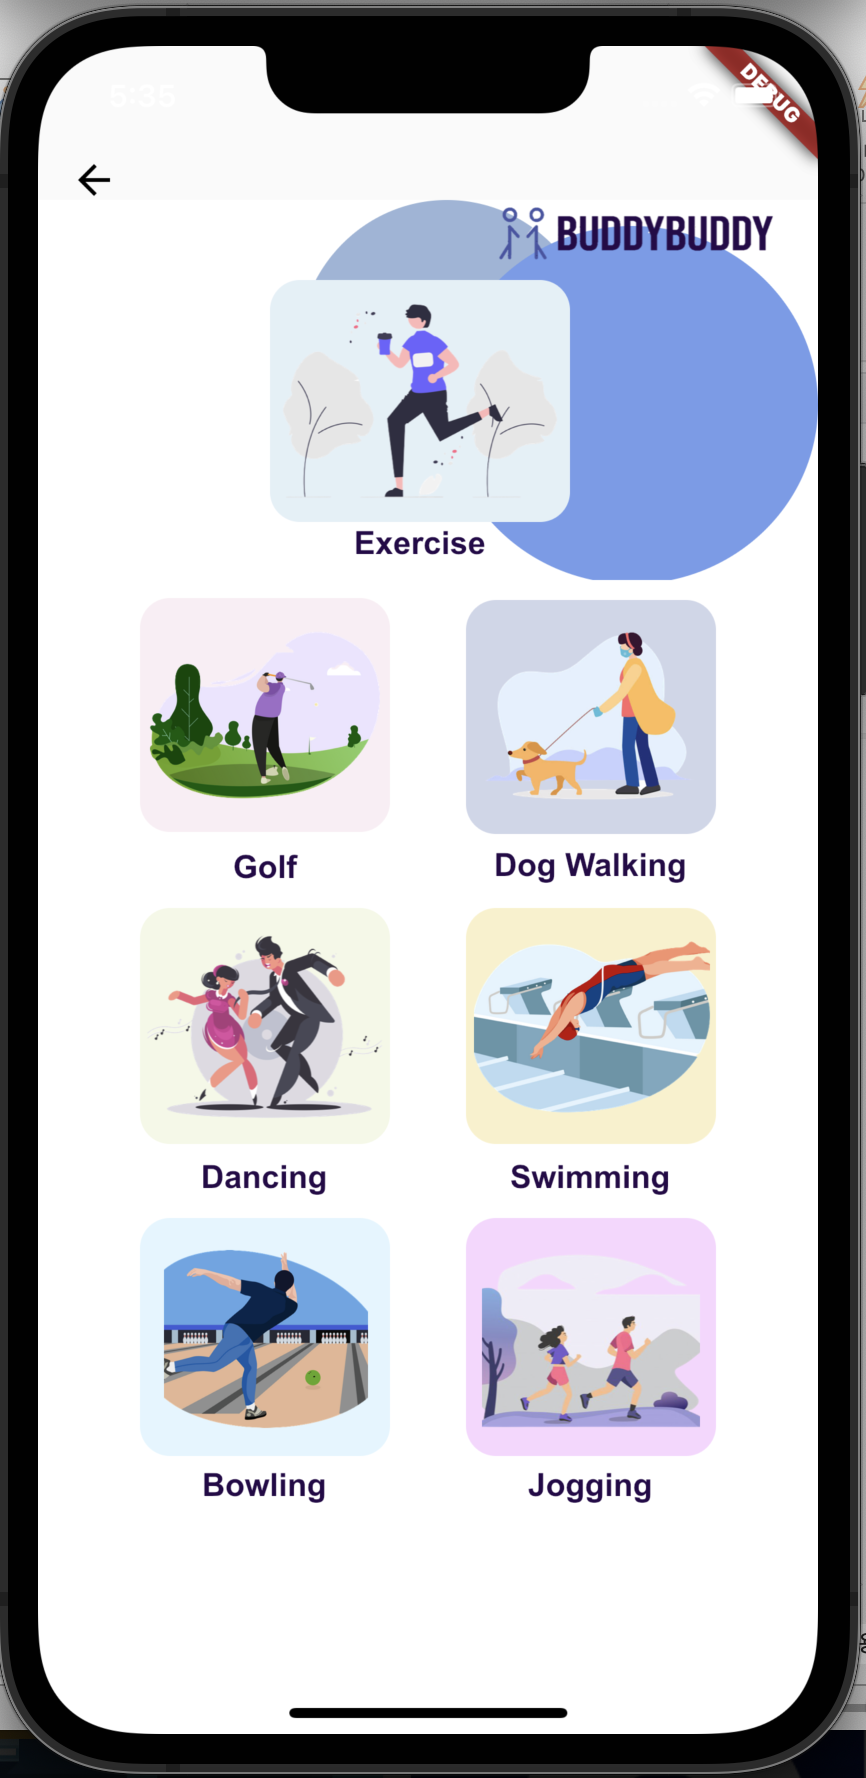 5:35
DEBUG
BUDDYBUDDY
Exercise
Golf
Dog Walking
Dancing
Swimming
Bowling
Jogging